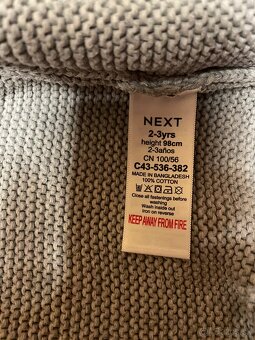 NEXT
2-3yrs
height 98cm
2-3años
CN 100/56
C43-536-382
MADE IN BANGLADESH
100% COTTON
Close all fastenings before
Wash inside out
Iron on reverse
KEEP AWAY FROM FIRE